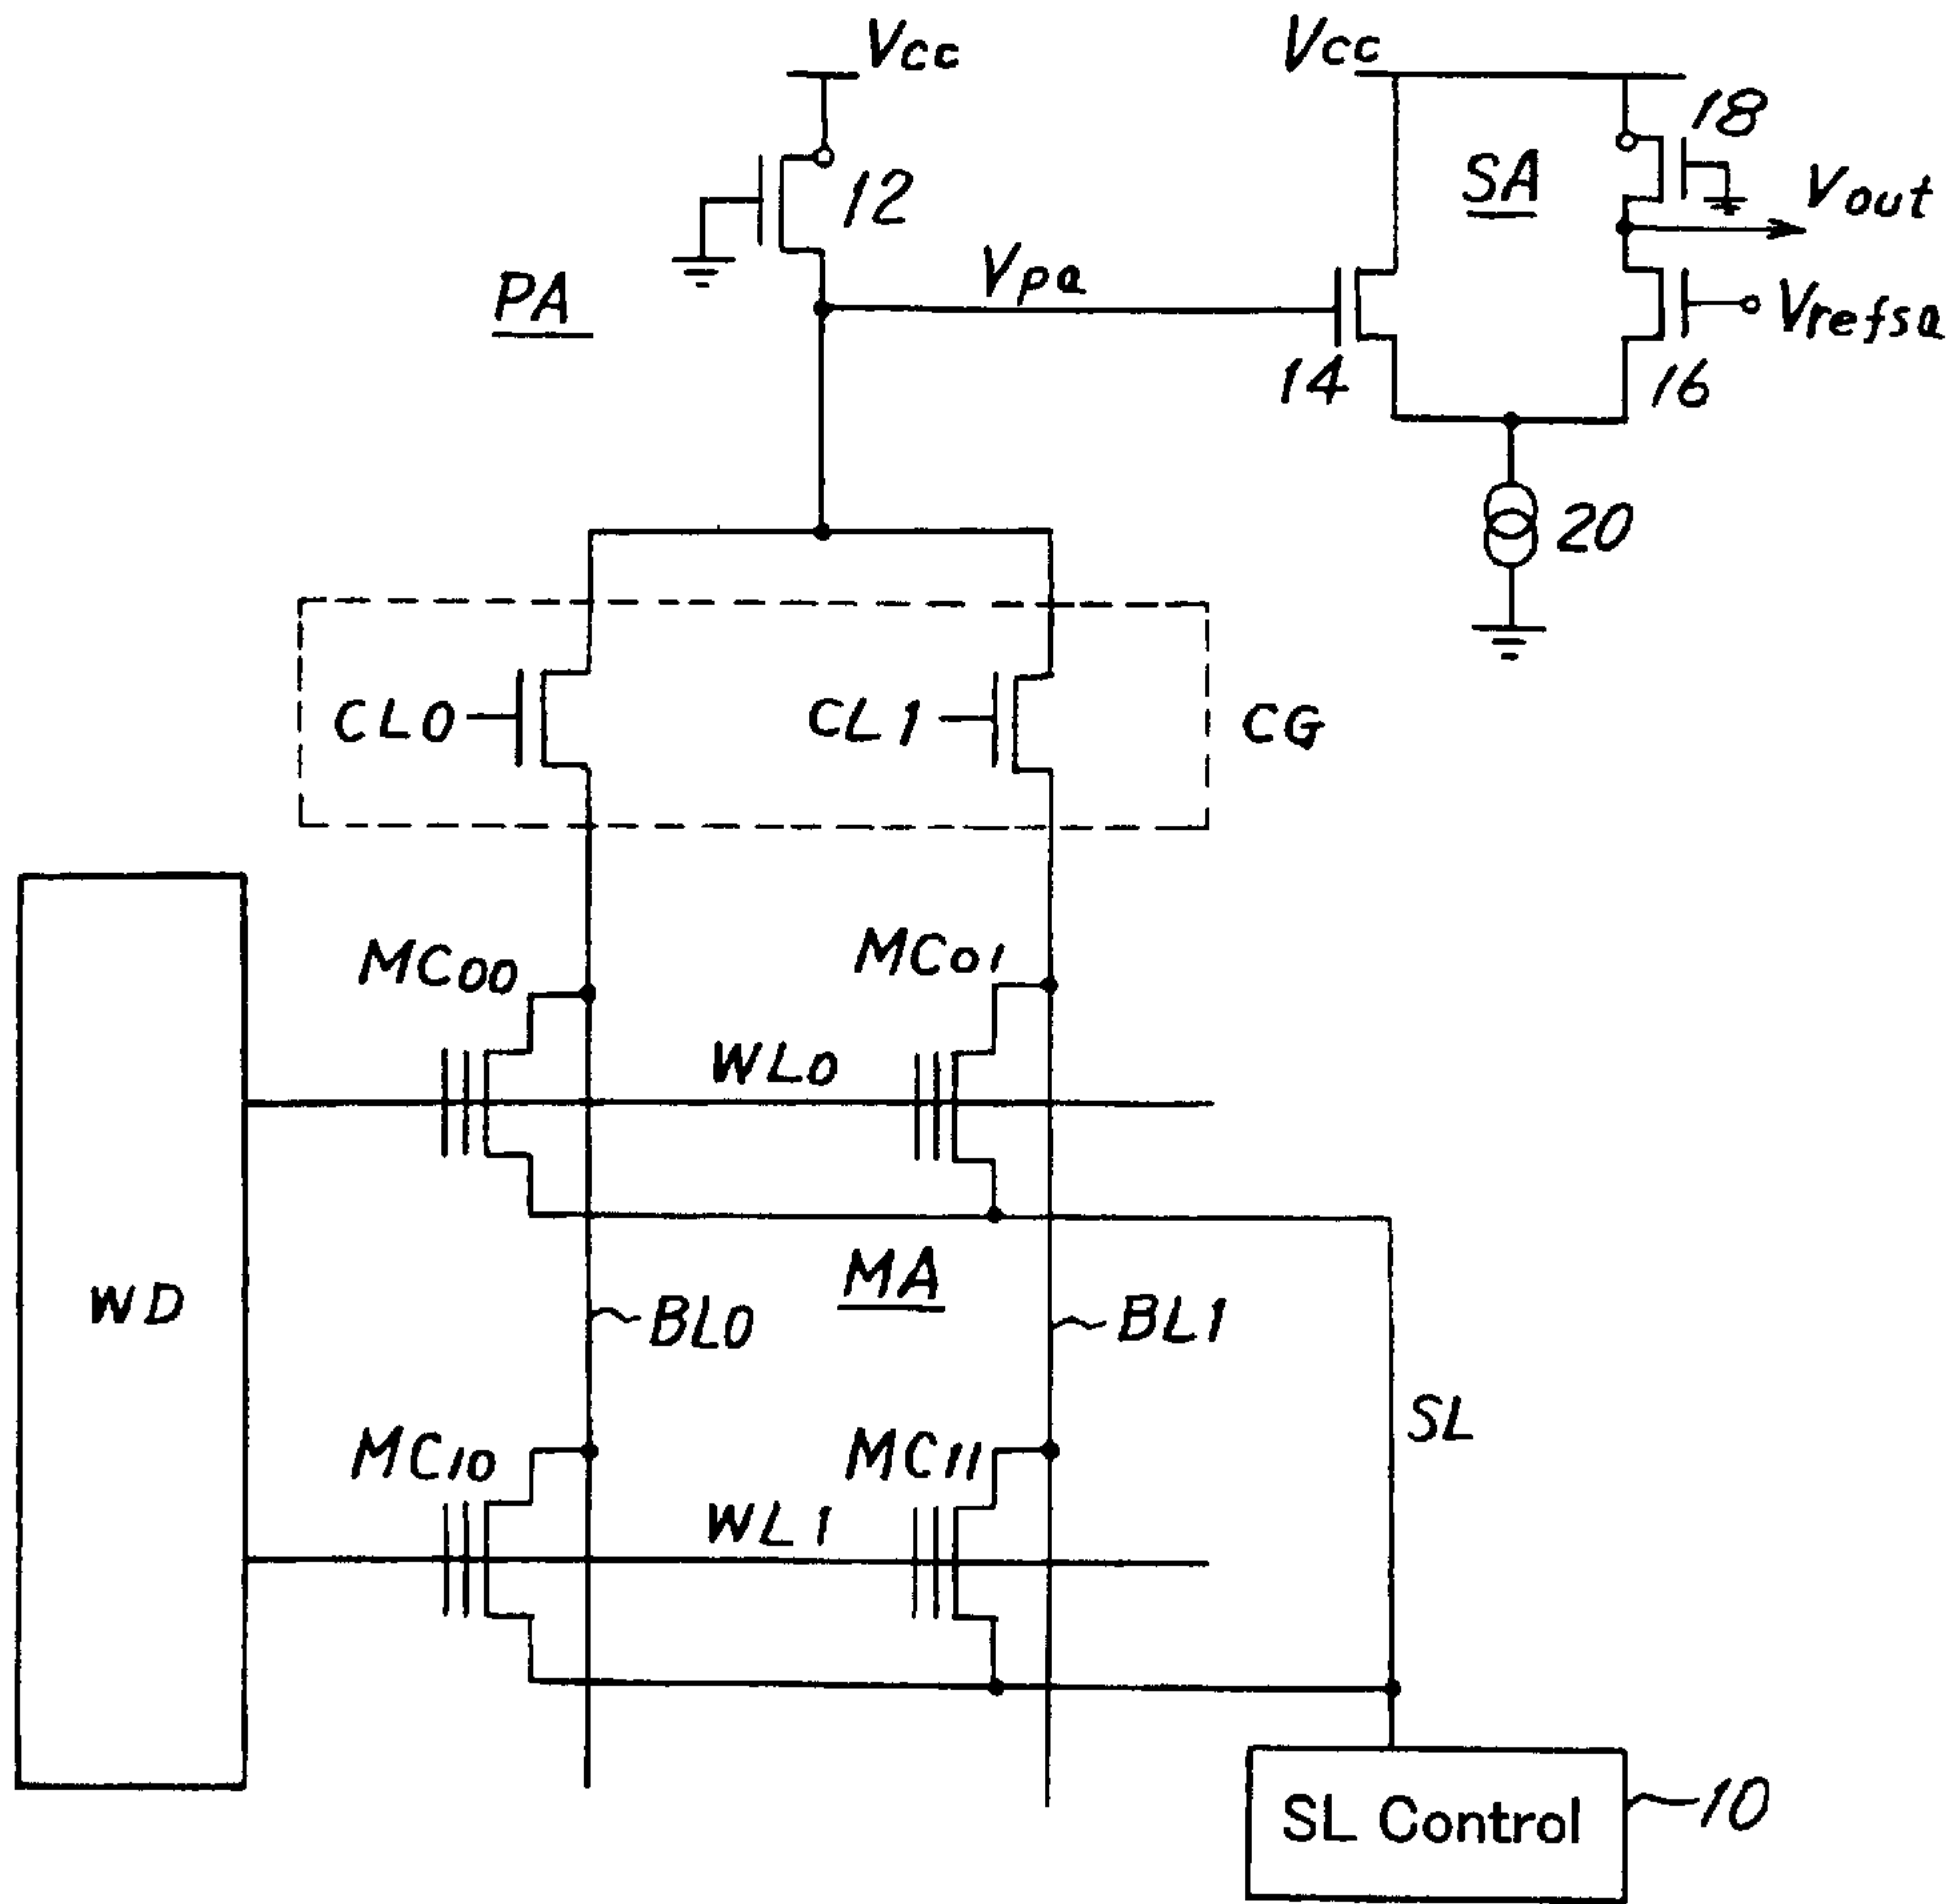 Vcc
Vcc
18
SA
12
Vout
Vpa
PA
Vrefsa
14
16
20
CL0
CL1
CG
MC00
MC01
WL0
MA
WD
BL0
BL1
SL
MC10
MC11
WL1
SL Control
10